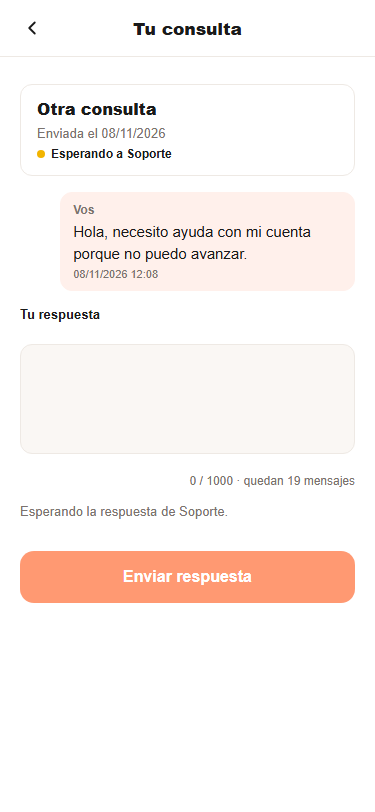 Tu consulta
Otra consulta
Enviada el 08/11/2026
Esperando a Soporte
Vos
Hola, necesito ayuda con mi cuenta
porque no puedo avanzar.
08/11/2026 12:08
Tu respuesta
0 / 1000 · quedan 19 mensajes
Esperando la respuesta de Soporte.
Enviar respuesta